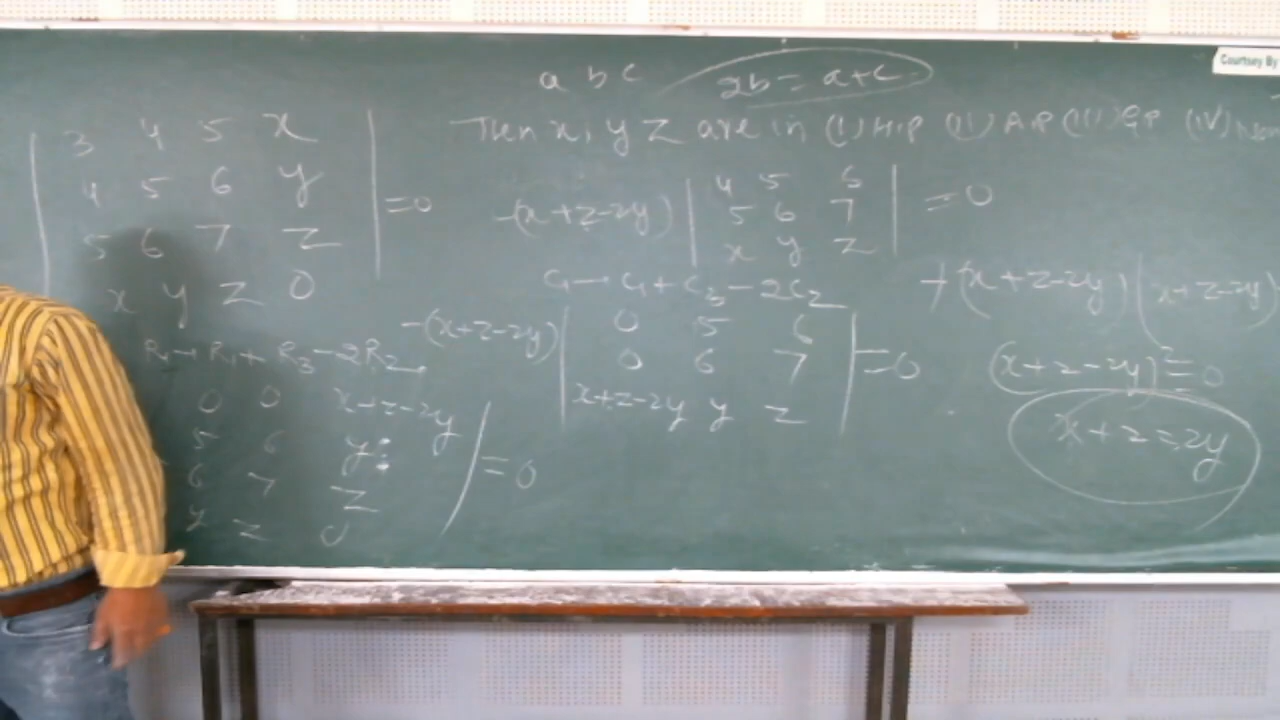 Courtsey By
a b c 2b = a+c
Then x, y z are in (I) H.P (II) A.P (III) G.P (IV) Non
3 4 5 x
4 5 6 y
5 6 7 z
x y z 0
=0
-(x+z-2y)
4 5 6
5 6 7
x y z
=0
C1→C1+C3-2C2
-(x+z-2y)
0 5 6
0 6 7
x+z-2y y z
=0
R1→R1+R3-2R2
0 0 x+z-2y
5 6 y
6 7 z
y z 0
=0
+(x+z-2y)(x+z-2y)
(x+z-2y)²=0
x+z=2y